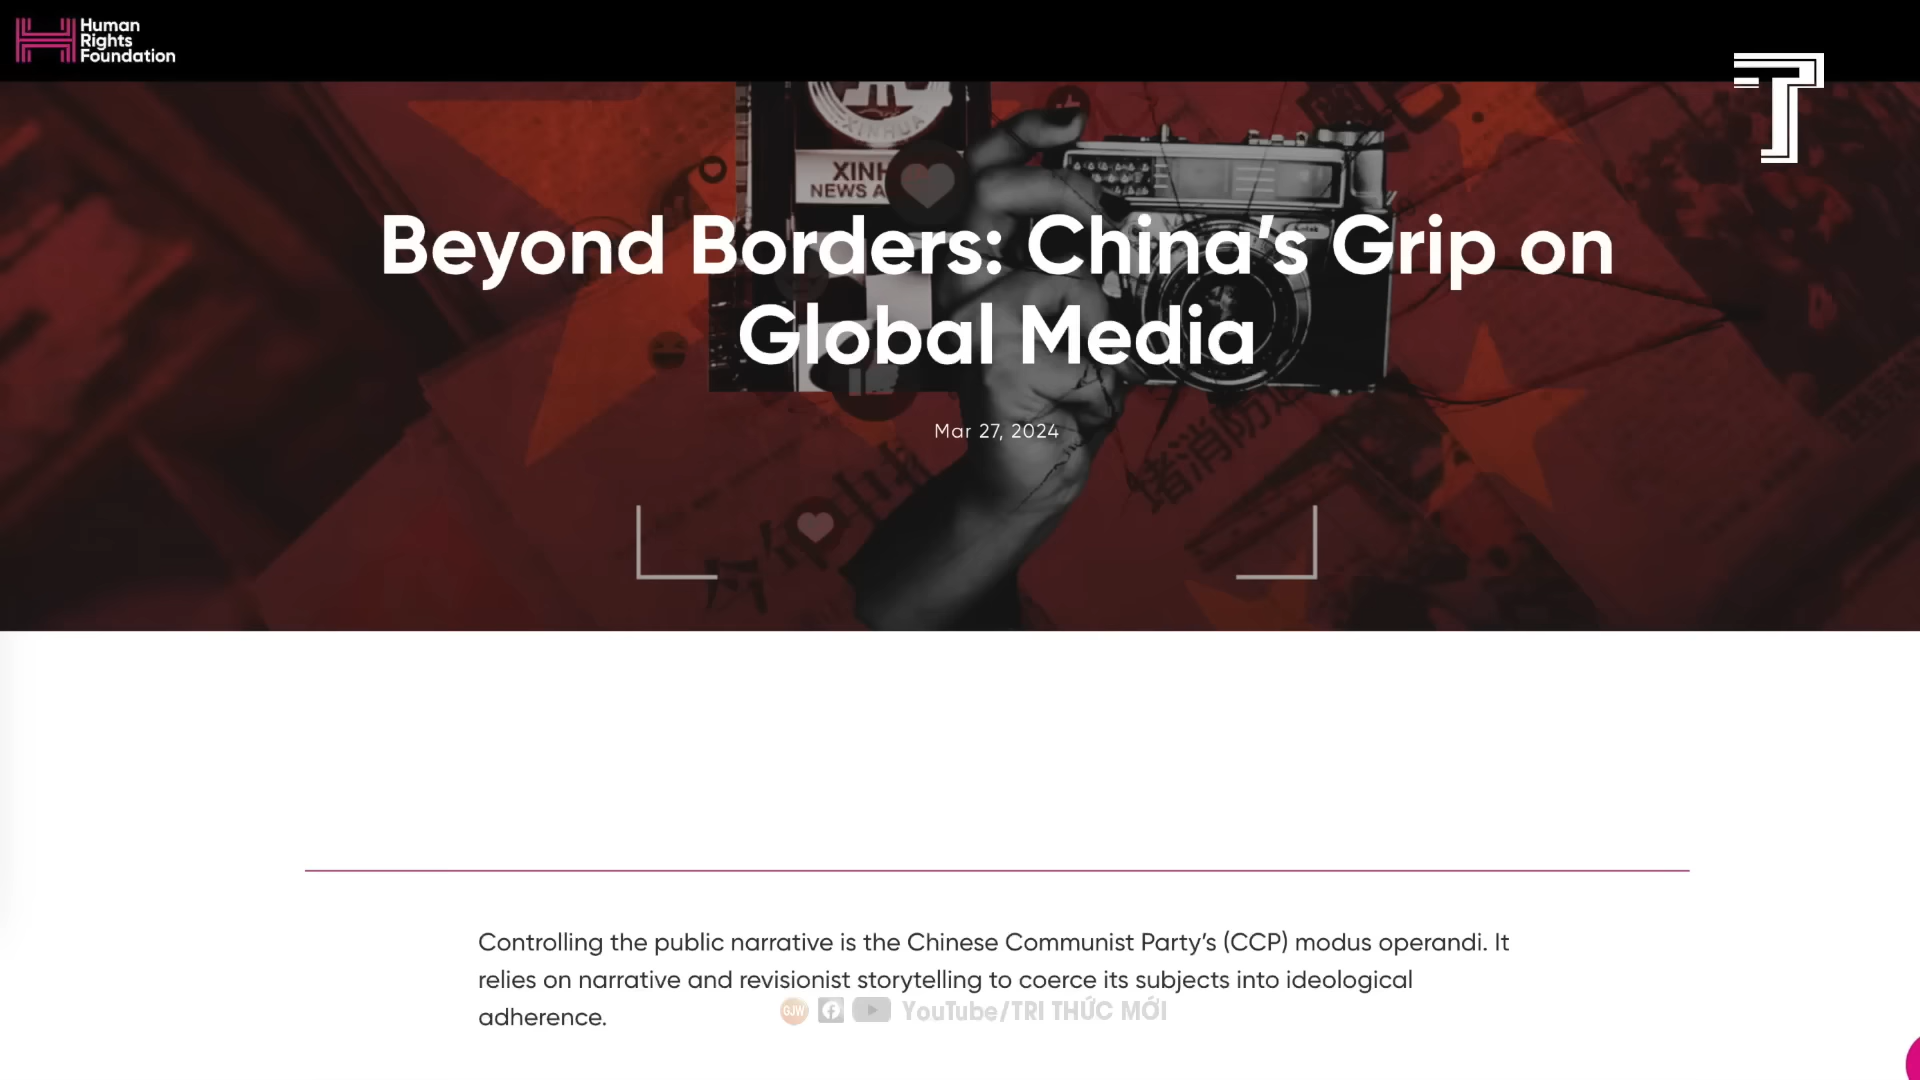 Human
Rights
Foundation
XINHUA
NEWS A
Beyond Borders: China’s Grip on
Global Media
Mar 27, 2024
Controlling the public narrative is the Chinese Communist Party’s (CCP) modus operandi. It
relies on narrative and revisionist storytelling to coerce its subjects into ideological
adherence.
GJW YouTube/TRI THỨC MỚI